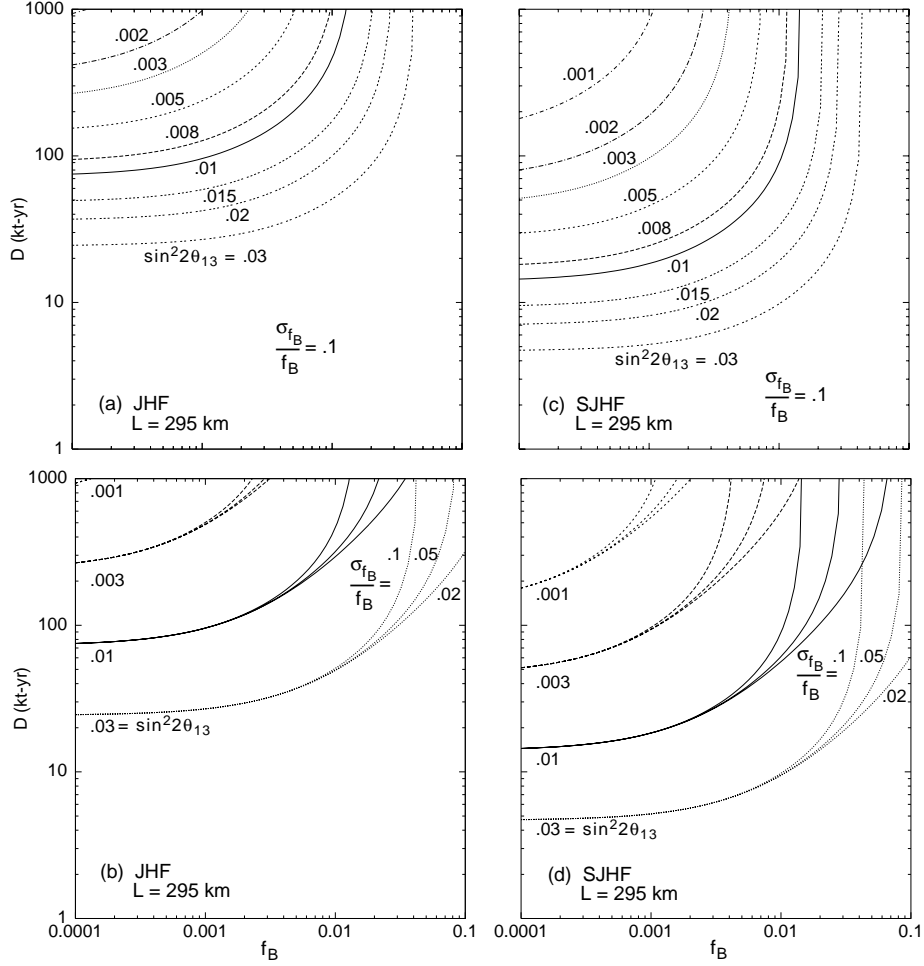 1000
100
10
1
D (kt-yr)
.002
.003
.005
.008
.01
.015
.02
sin²2θ₁₃ = .03
σ_f_B
/f_B = .1
(a) JHF
L = 295 km
.001
.002
.003
.005
.008
.01
.015
.02
sin²2θ₁₃ = .03
σ_f_B
/f_B = .1
(c) SJHF
L = 295 km
1000
100
10
1
D (kt-yr)
.001
.003
.01
.03 = sin²2θ₁₃
σ_f_B
/f_B = .1 .05
.02
(b) JHF
L = 295 km
0.0001 0.001 0.01 0.1
f_B
.001
.003
.01
.03 = sin²2θ₁₃
σ_f_B
/f_B = .1 .05
.02
(d) SJHF
L = 295 km
0.0001 0.001 0.01 0.1
f_B